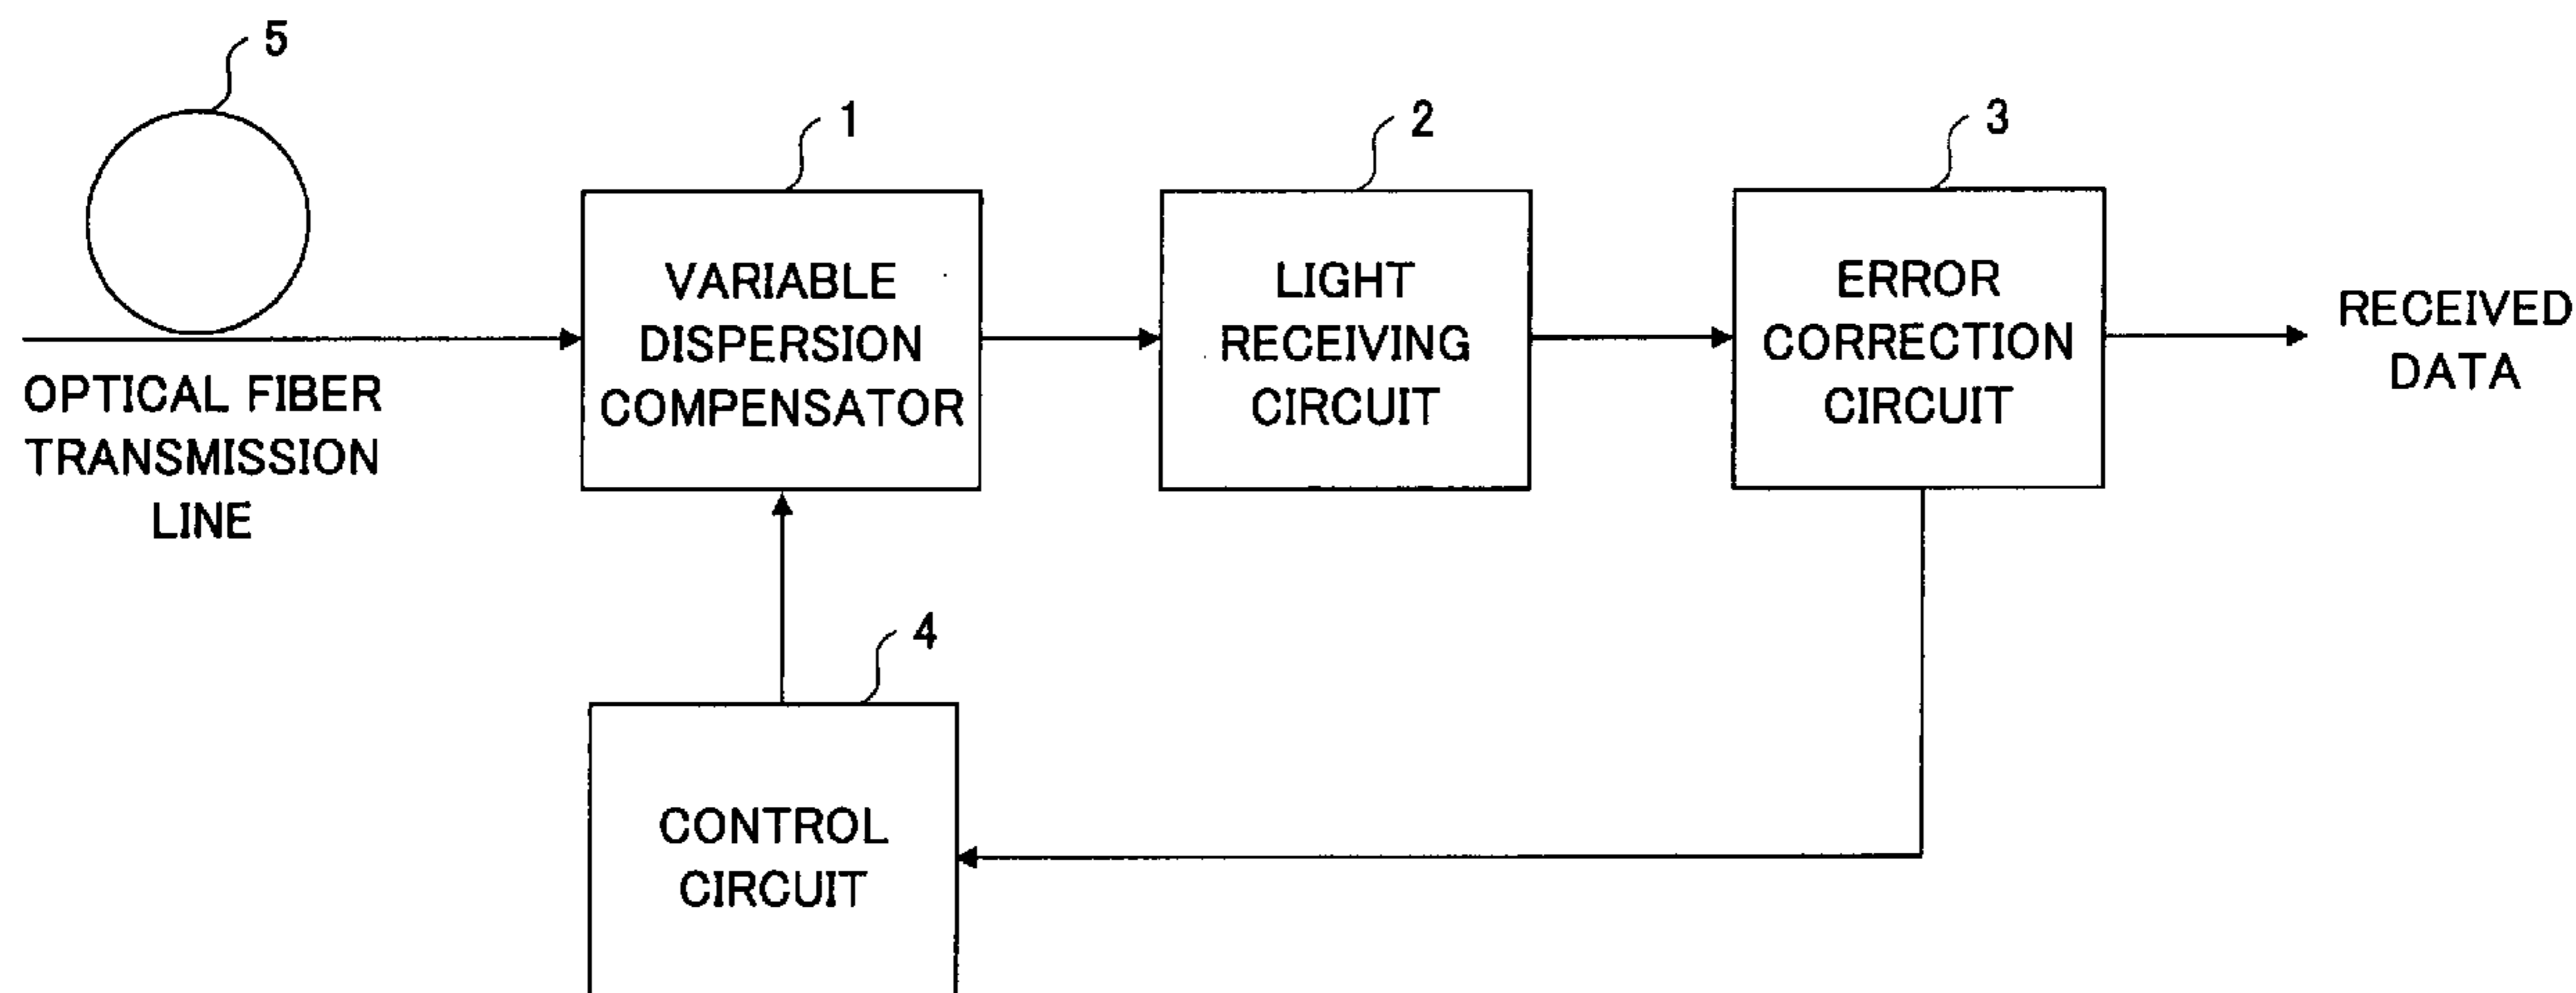 5
1
2
3
VARIABLE
DISPERSION
COMPENSATOR
LIGHT
RECEIVING
CIRCUIT
ERROR
CORRECTION
CIRCUIT
RECEIVED
DATA
OPTICAL FIBER
TRANSMISSION
LINE
4
CONTROL
CIRCUIT